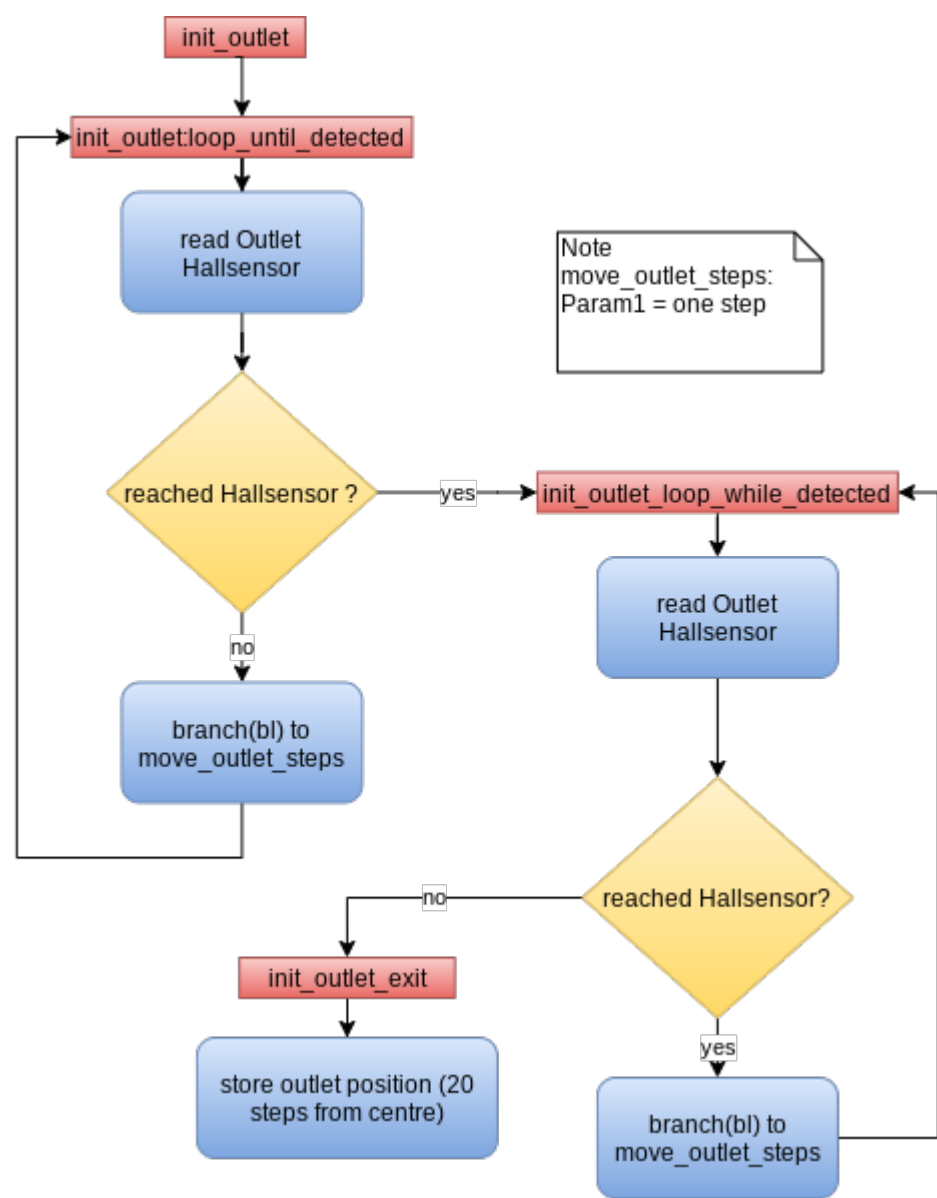 init_outlet
init_outlet:loop_until_detected
read Outlet
Hallsensor
Note
move_outlet_steps:
Param1 = one step
reached Hallsensor ?
yes
init_outlet_loop_while_detected
read Outlet
Hallsensor
no
branch(bl) to
move_outlet_steps
reached Hallsensor?
no
init_outlet_exit
yes
store outlet position (20
steps from centre)
branch(bl) to
move_outlet_steps